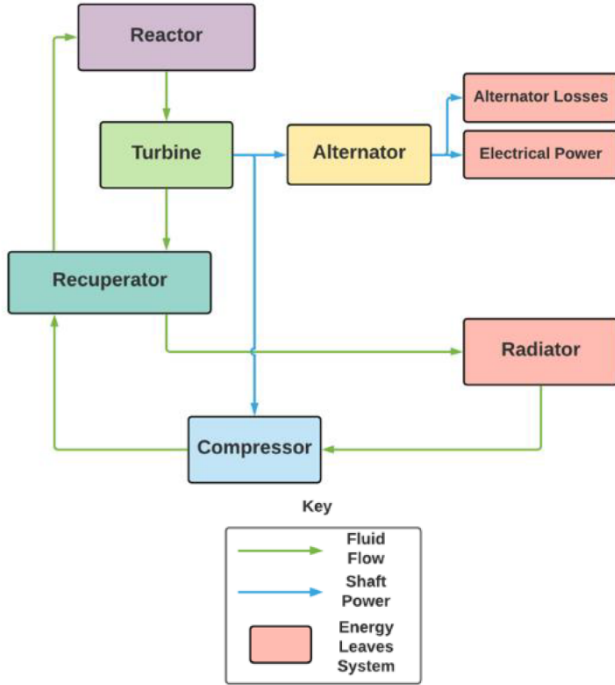 Reactor
Alternator Losses
Turbine
Alternator
Electrical Power
Recuperator
Radiator
Compressor
Key
Fluid
Flow
Shaft
Power
Energy
Leaves
System